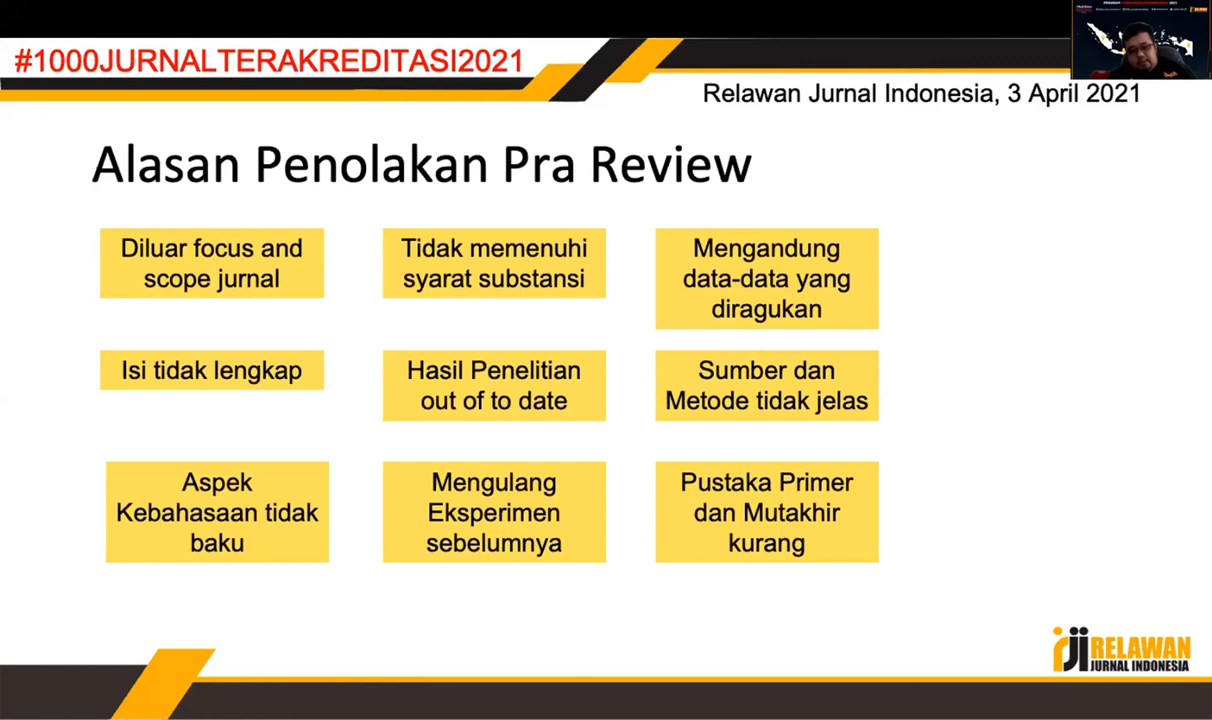 #1000JURNALTERAKREDITASI2021
Relawan Jurnal Indonesia, 3 April 2021
Alasan Penolakan Pra Review
Diluar focus and
scope jurnal
Tidak memenuhi
syarat substansi
Mengandung
data-data yang
diragukan
Isi tidak lengkap
Hasil Penelitian
out of to date
Sumber dan
Metode tidak jelas
Aspek
Kebahasaan tidak
baku
Mengulang
Eksperimen
sebelumnya
Pustaka Primer
dan Mutakhir
kurang
RELAWAN
JURNAL INDONESIA